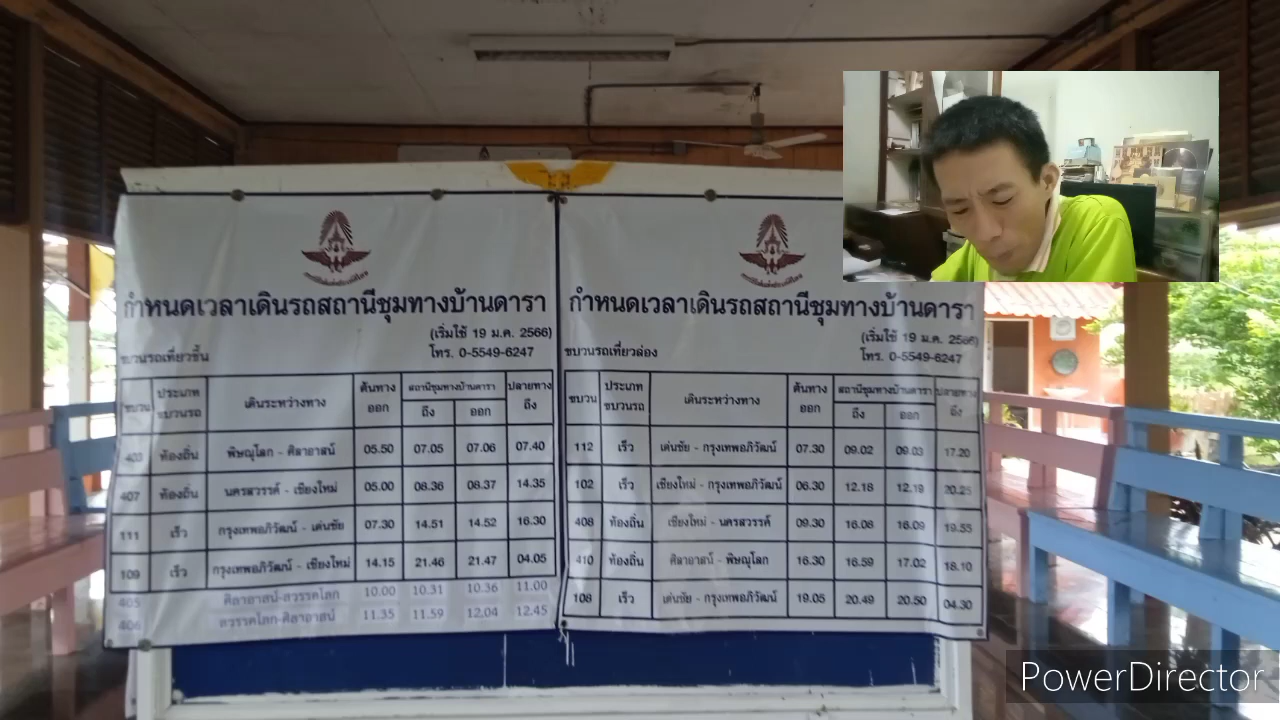 กำหนดเวลาเดินรถสถานีชุมทางบ้านดารา
(เริ่มใช้ 19 ม.ค. 2566)
โทร. 0-5549-6247
ขบวนรถเที่ยวขึ้น
ขบวน ประเภทขบวนรถ เดินระหว่างทาง ต้นทางออก สถานีชุมทางบ้านดารา ถึง ออก ปลายทางถึง
403 ท้องถิ่น พิษณุโลก - ศิลาอาสน์ 05.50 07.05 07.06 07.40
407 ท้องถิ่น นครสวรรค์ - เชียงใหม่ 05.00 08.36 08.37 14.35
111 เร็ว กรุงเทพอภิวัฒน์ - เด่นชัย 07.30 14.51 14.52 16.30
109 เร็ว กรุงเทพอภิวัฒน์ - เชียงใหม่ 14.15 21.46 21.47 04.05
405 ศิลาอาสน์-สวรรคโลก 10.00 10.31 10.36 11.00
406 สวรรคโลก-ศิลาอาสน์ 11.35 11.59 12.04 12.45
กำหนดเวลาเดินรถสถานีชุมทางบ้านดารา
(เริ่มใช้ 19 ม.ค. 2566)
โทร. 0-5549-6247
ขบวนรถเที่ยวล่อง
ขบวน ประเภทขบวนรถ เดินระหว่างทาง ต้นทางออก สถานีชุมทางบ้านดารา ถึง ออก ปลายทางถึง
112 เร็ว เด่นชัย - กรุงเทพอภิวัฒน์ 07.30 09.02 09.03 17.20
102 เร็ว เชียงใหม่ - กรุงเทพอภิวัฒน์ 06.30 12.18 12.19 20.25
408 ท้องถิ่น เชียงใหม่ - นครสวรรค์ 09.30 16.08 16.09 19.55
410 ท้องถิ่น ศิลาอาสน์ - พิษณุโลก 16.30 16.59 17.02 18.10
108 เร็ว เด่นชัย - กรุงเทพอภิวัฒน์ 19.05 20.49 20.50 04.30
PowerDirector